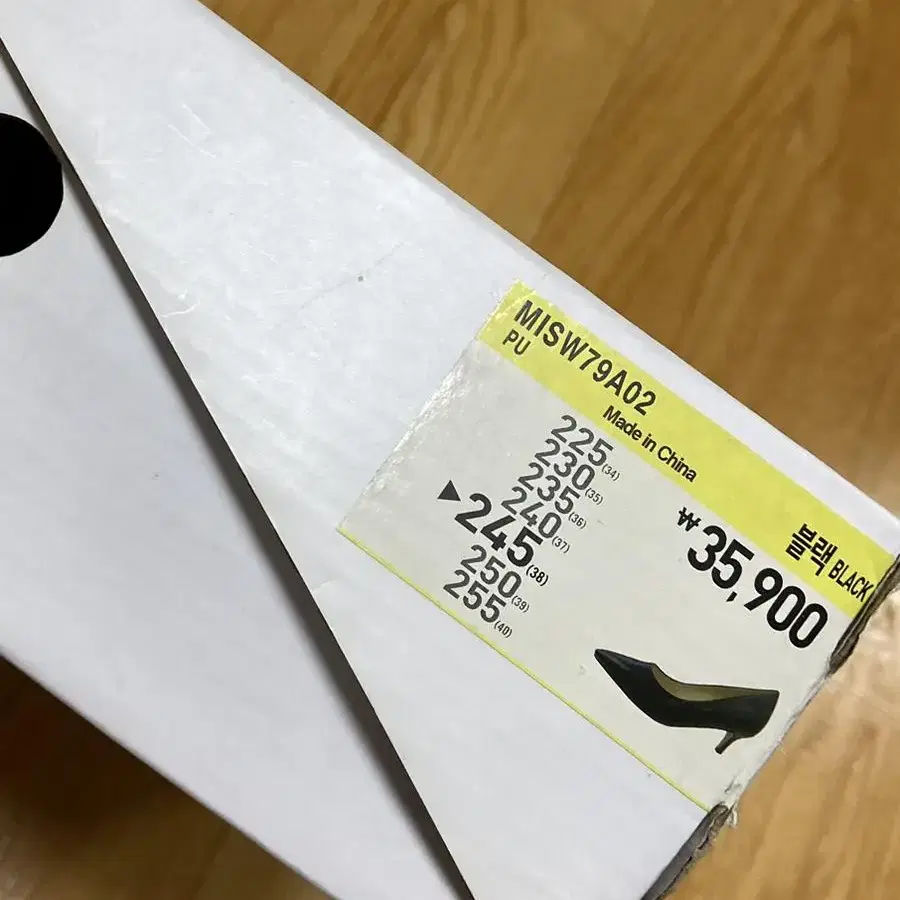 MISW79A02
PU
Made in China
블랙 BLACK
225 (34)
230 (35)
235 (36)
240 (37)
▶245 (38)
250 (39)
255 (40)
₩35,900